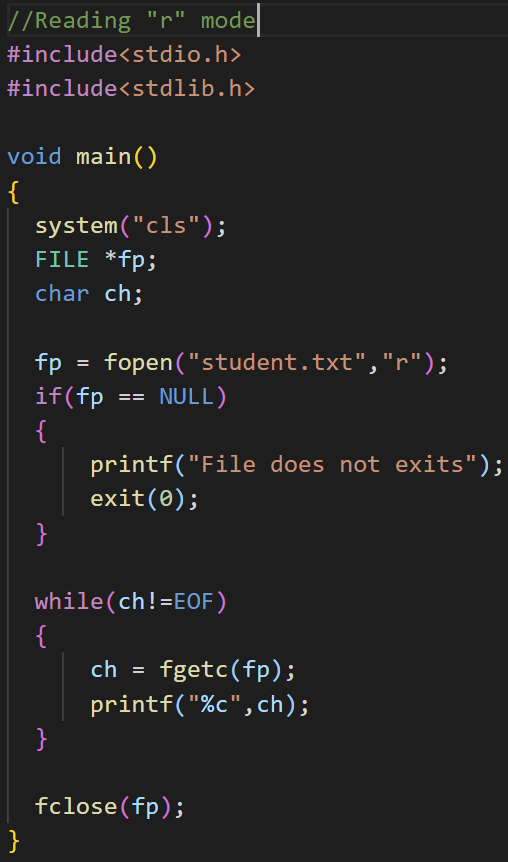 //Reading "r" mode
#include<stdio.h>
#include<stdlib.h>
void main()
{
system("cls");
FILE *fp;
char ch;
fp = fopen("student.txt","r");
if(fp == NULL)
{
printf("File does not exits");
exit(0);
}
while(ch!=EOF)
{
ch = fgetc(fp);
printf("%c",ch);
}
fclose(fp);
}